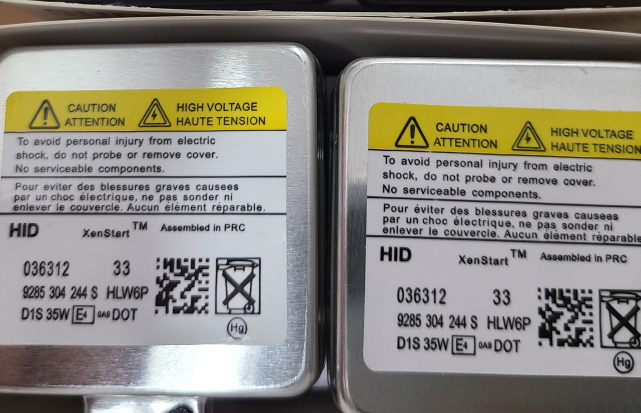 CAUTION
ATTENTION
HIGH VOLTAGE
HAUTE TENSION
To avoid personal injury from electric
shock, do not probe or remove cover.
No serviceable components.
Pour éviter des blessures graves causees
par un choc électrique, ne pas sonder ni
enlever le couvercle. Aucun élément réparable.
HID XenStart™ Assembled in PRC
036312 33
9285 304 244 S HLW6P
D1S 35W E4 0A9 DOT
Hg
CAUTION
ATTENTION
HIGH VOLTAGE
HAUTE TENSION
To avoid personal injury from electric
shock, do not probe or remove cover.
No serviceable components.
Pour éviter des blessures graves causees
par un choc électrique, ne pas sonder ni
enlever le couvercle. Aucun élément réparable
HID XenStart™ Assembled in PRC
036312 33
9285 304 244 S HLW6P
D1S 35W E4 0A9 DOT
Hg